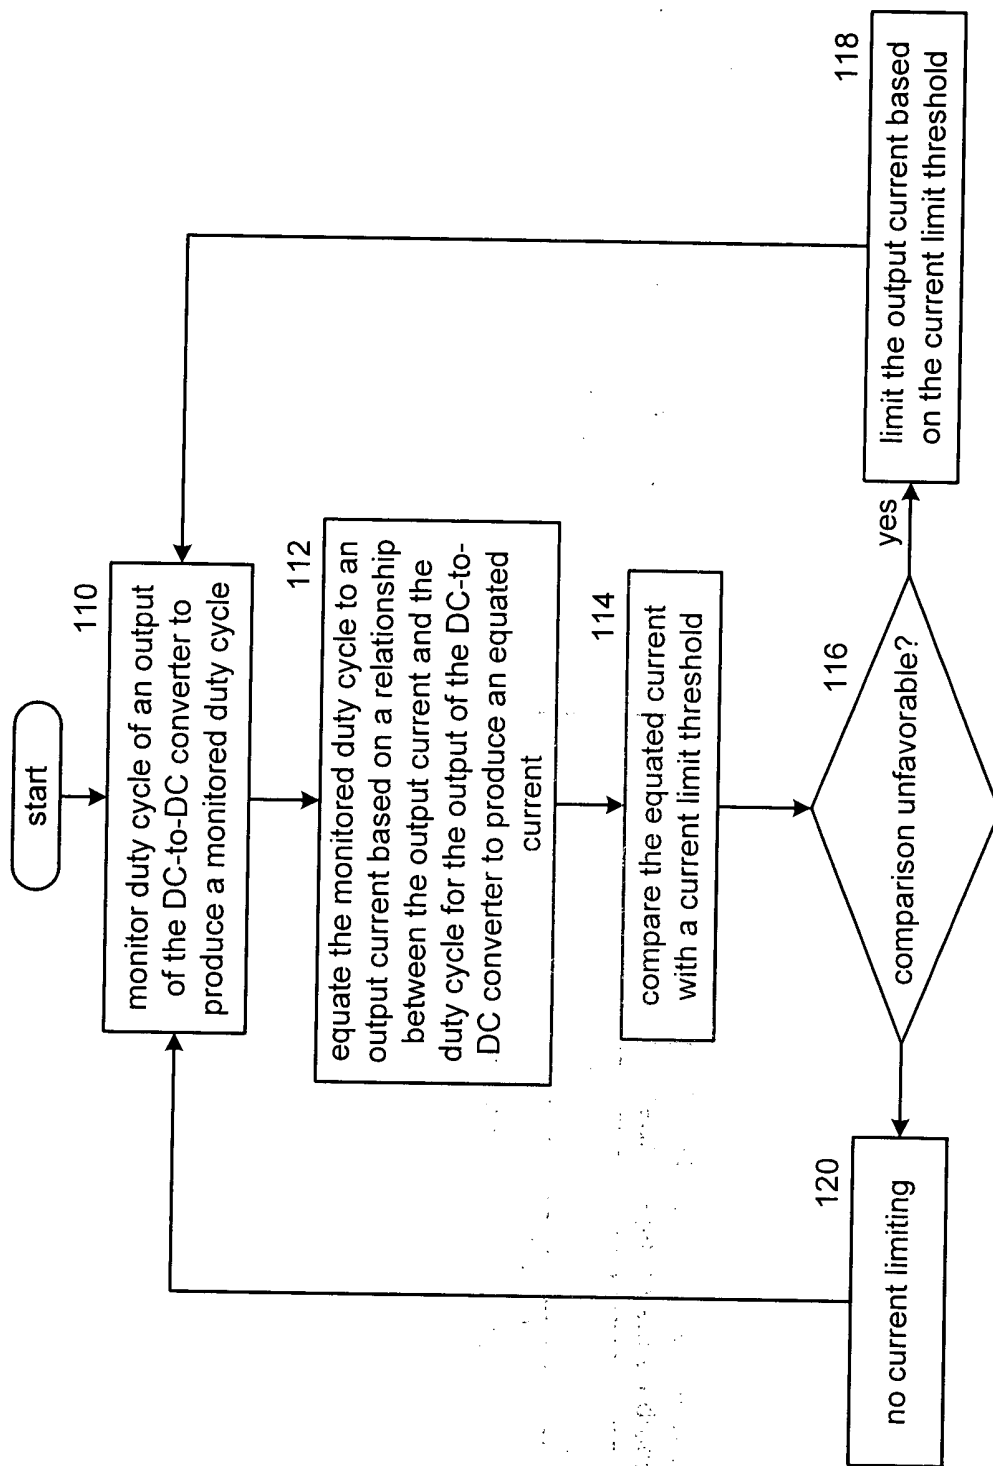 start
110
monitor duty cycle of an output
of the DC-to-DC converter to
produce a monitored duty cycle
112
equate the monitored duty cycle to an
output current based on a relationship
between the output current and the
duty cycle for the output of the DC-to-
DC converter to produce an equated
current
114
compare the equated current
with a current limit threshold
116
comparison unfavorable?
yes
118
limit the output current based
on the current limit threshold
120
no current limiting